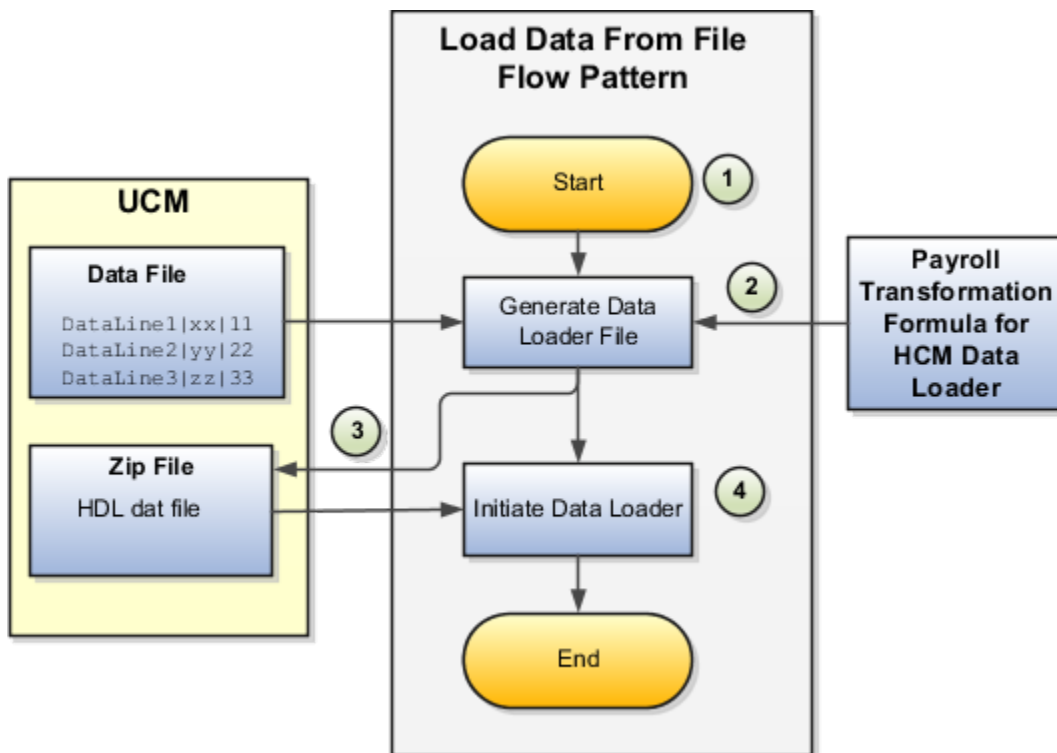 Load Data From File
Flow Pattern
Start
1
UCM
Data File
DataLine1|xx|11
DataLine2|yy|22
DataLine3|zz|33
Generate Data
Loader File
2
Payroll
Transformation
Formula for
HCM Data
Loader
3
Zip File
HDL dat file
Initiate Data Loader
4
End